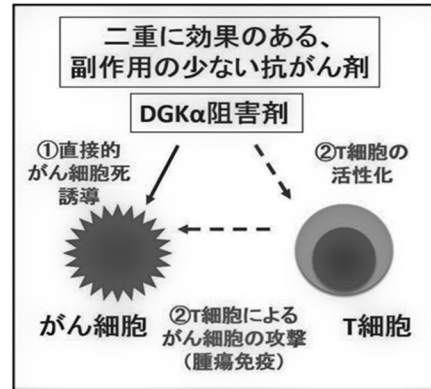 二重に効果のある、
副作用の少ない抗がん剤
DGKα阻害剤
①直接的
がん細胞死
誘導
②T細胞の
活性化
がん細胞
②T細胞による
がん細胞の攻撃
（腫瘍免疫）
T細胞